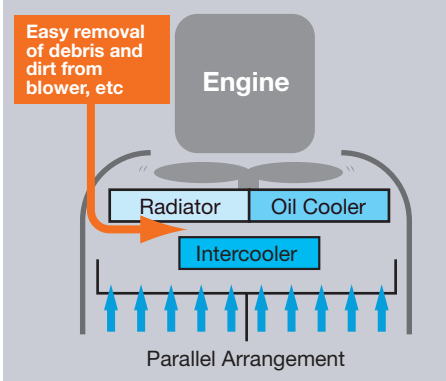 Easy removal
of debris and
dirt from
blower, etc
Engine
Radiator
Oil Cooler
Intercooler
Parallel Arrangement